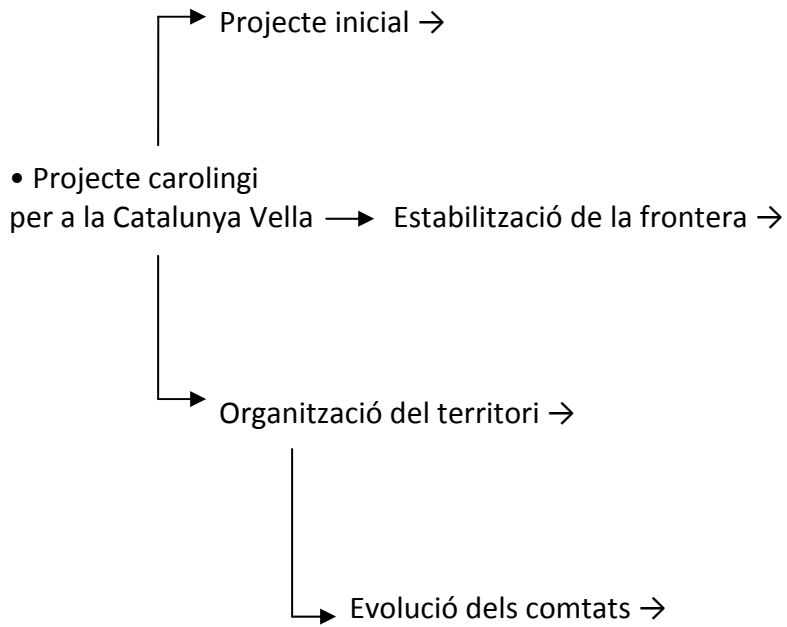 Projecte inicial →
• Projecte carolingi
per a la Catalunya Vella → Estabilització de la frontera →
Organització del territori →
Evolució dels comtats →